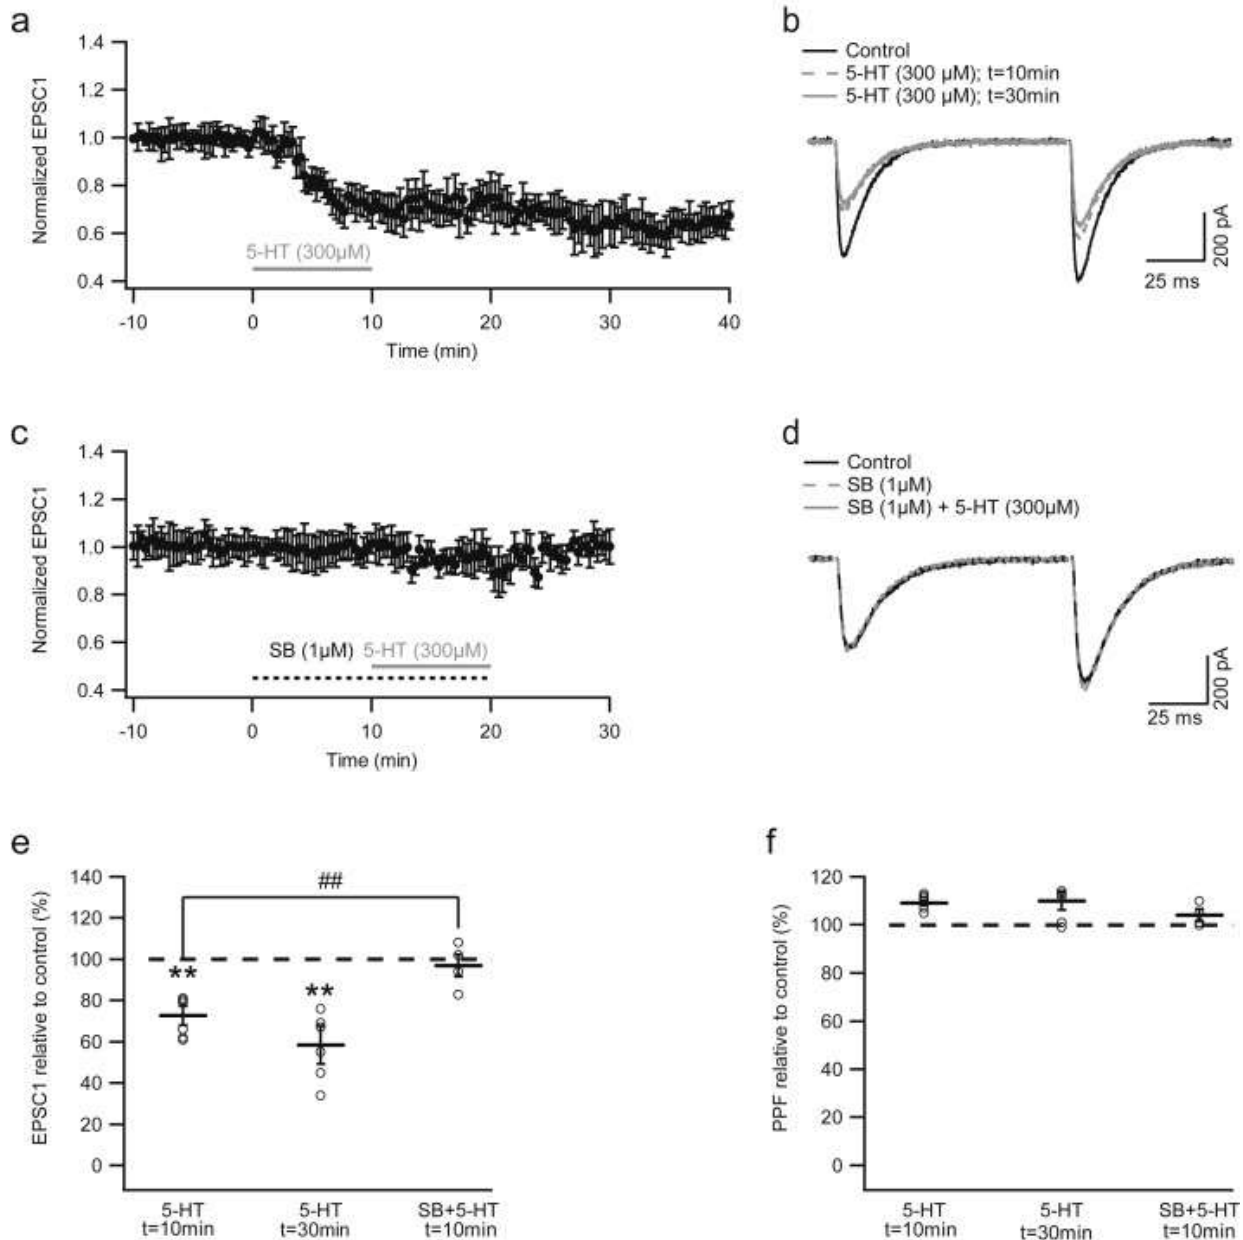 a
1.4
1.2
1.0
0.8
0.6
0.4
Normalized EPSC1
5-HT (300µM)
-10 0 10 20 30 40
Time (min)
b
Control
5-HT (300 µM); t=10min
5-HT (300 µM); t=30min
200 pA
25 ms
c
1.4
1.2
1.0
0.8
0.6
0.4
Normalized EPSC1
SB (1µM) 5-HT (300µM)
-10 0 10 20 30
Time (min)
d
Control
SB (1µM)
SB (1µM) + 5-HT (300µM)
200 pA
25 ms
e
140
120
100
80
60
40
20
0
EPSC1 relative to control (%)
##
**
**
5-HT 5-HT SB+5-HT
t=10min t=30min t=10min
f
120
100
80
60
40
20
0
PPF relative to control (%)
5-HT 5-HT SB+5-HT
t=10min t=30min t=10min